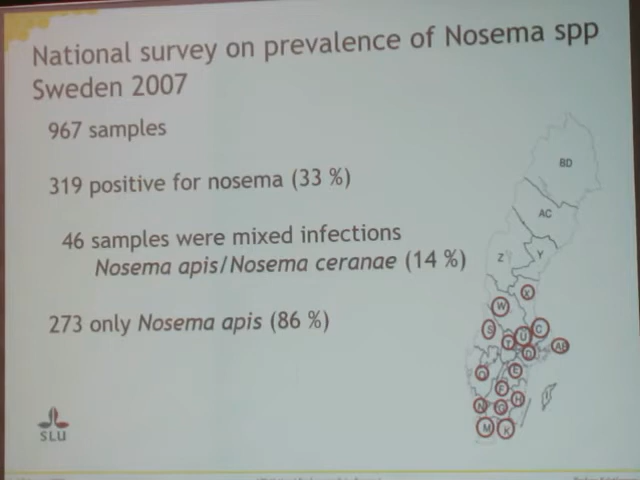 National survey on prevalence of Nosema spp
Sweden 2007
967 samples
319 positive for nosema (33 %)
46 samples were mixed infections
Nosema apis/Nosema ceranae (14 %)
273 only Nosema apis (86 %)
BD
AC
Z
Y
X
W
S
C
U
T
AB
D
O
E
F
N
G
H
M
K
SLU